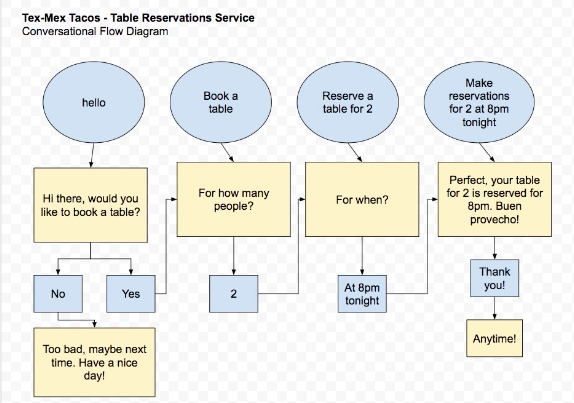 Tex-Mex Tacos - Table Reservations Service
Conversational Flow Diagram
hello
Book a
table
Reserve a
table for 2
Make
reservations
for 2 at 8pm
tonight
Hi there, would you
like to book a table?
For how many
people?
For when?
Perfect, your table
for 2 is reserved for
8pm. Buen
provecho!
No
Yes
2
At 8pm
tonight
Thank
you!
Too bad, maybe next
time. Have a nice
day!
Anytime!